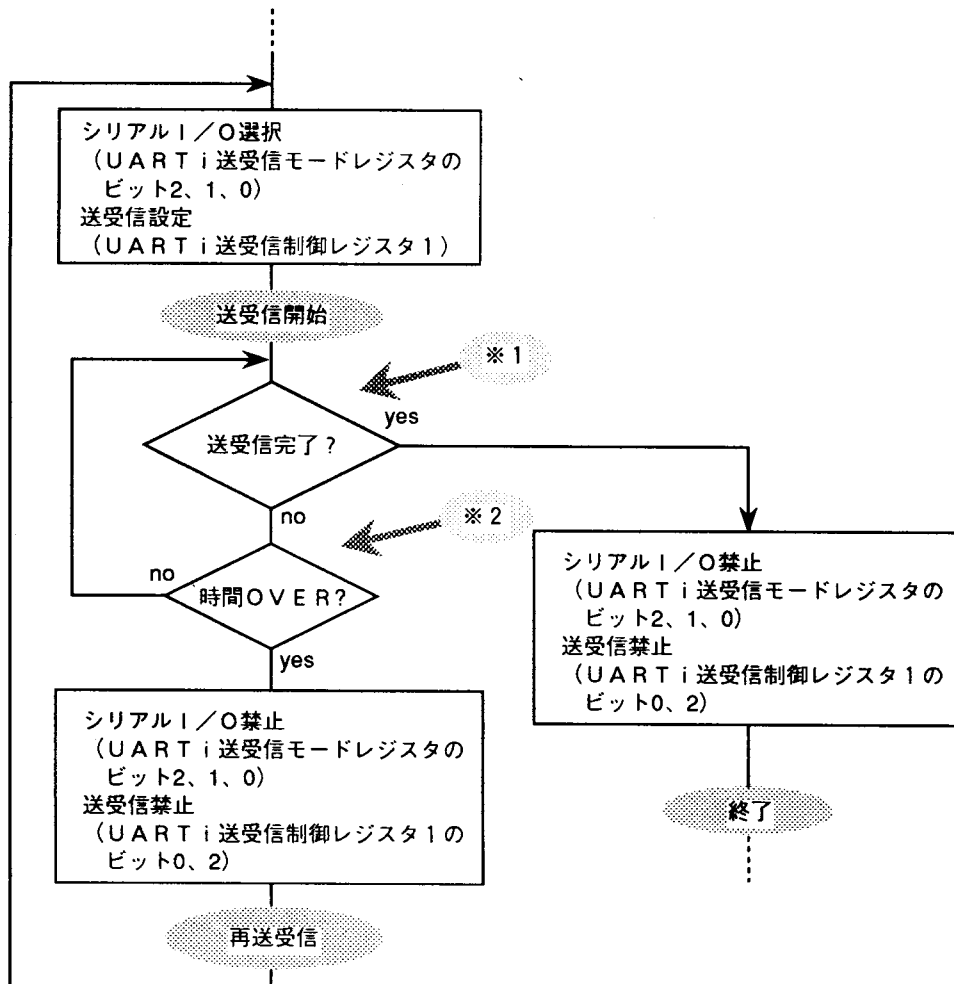 シリアルI/O選択
(UARTi送受信モードレジスタの
ビット2、1、0)
送受信設定
(UARTi送受信制御レジスタ1)
送受信開始
※1
yes
送受信完了?
no
※2
no
時間OVER?
yes
シリアルI/O禁止
(UARTi送受信モードレジスタの
ビット2、1、0)
送受信禁止
(UARTi送受信制御レジスタ1の
ビット0、2)
再送受信
シリアルI/O禁止
(UARTi送受信モードレジスタの
ビット2、1、0)
送受信禁止
(UARTi送受信制御レジスタ1の
ビット0、2)
終了